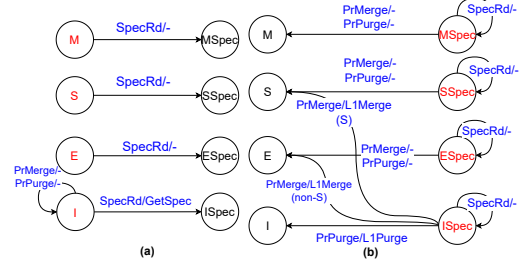 SpecRd/-
M
MSpec
SpecRd/-
S
SSpec
SpecRd/-
E
ESpec
PrMerge/-
PrPurge/-
I
SpecRd/GetSpec
ISpec
(a)
PrMerge/-
PrPurge/-
M
MSpec
SpecRd/-
PrMerge/-
PrPurge/-
S
SSpec
SpecRd/-
PrMerge/L1Merge
(S)
PrMerge/-
PrPurge/-
E
ESpec
SpecRd/-
PrMerge/L1Merge
(non-S)
PrPurge/L1Purge
I
ISpec
SpecRd/-
(b)